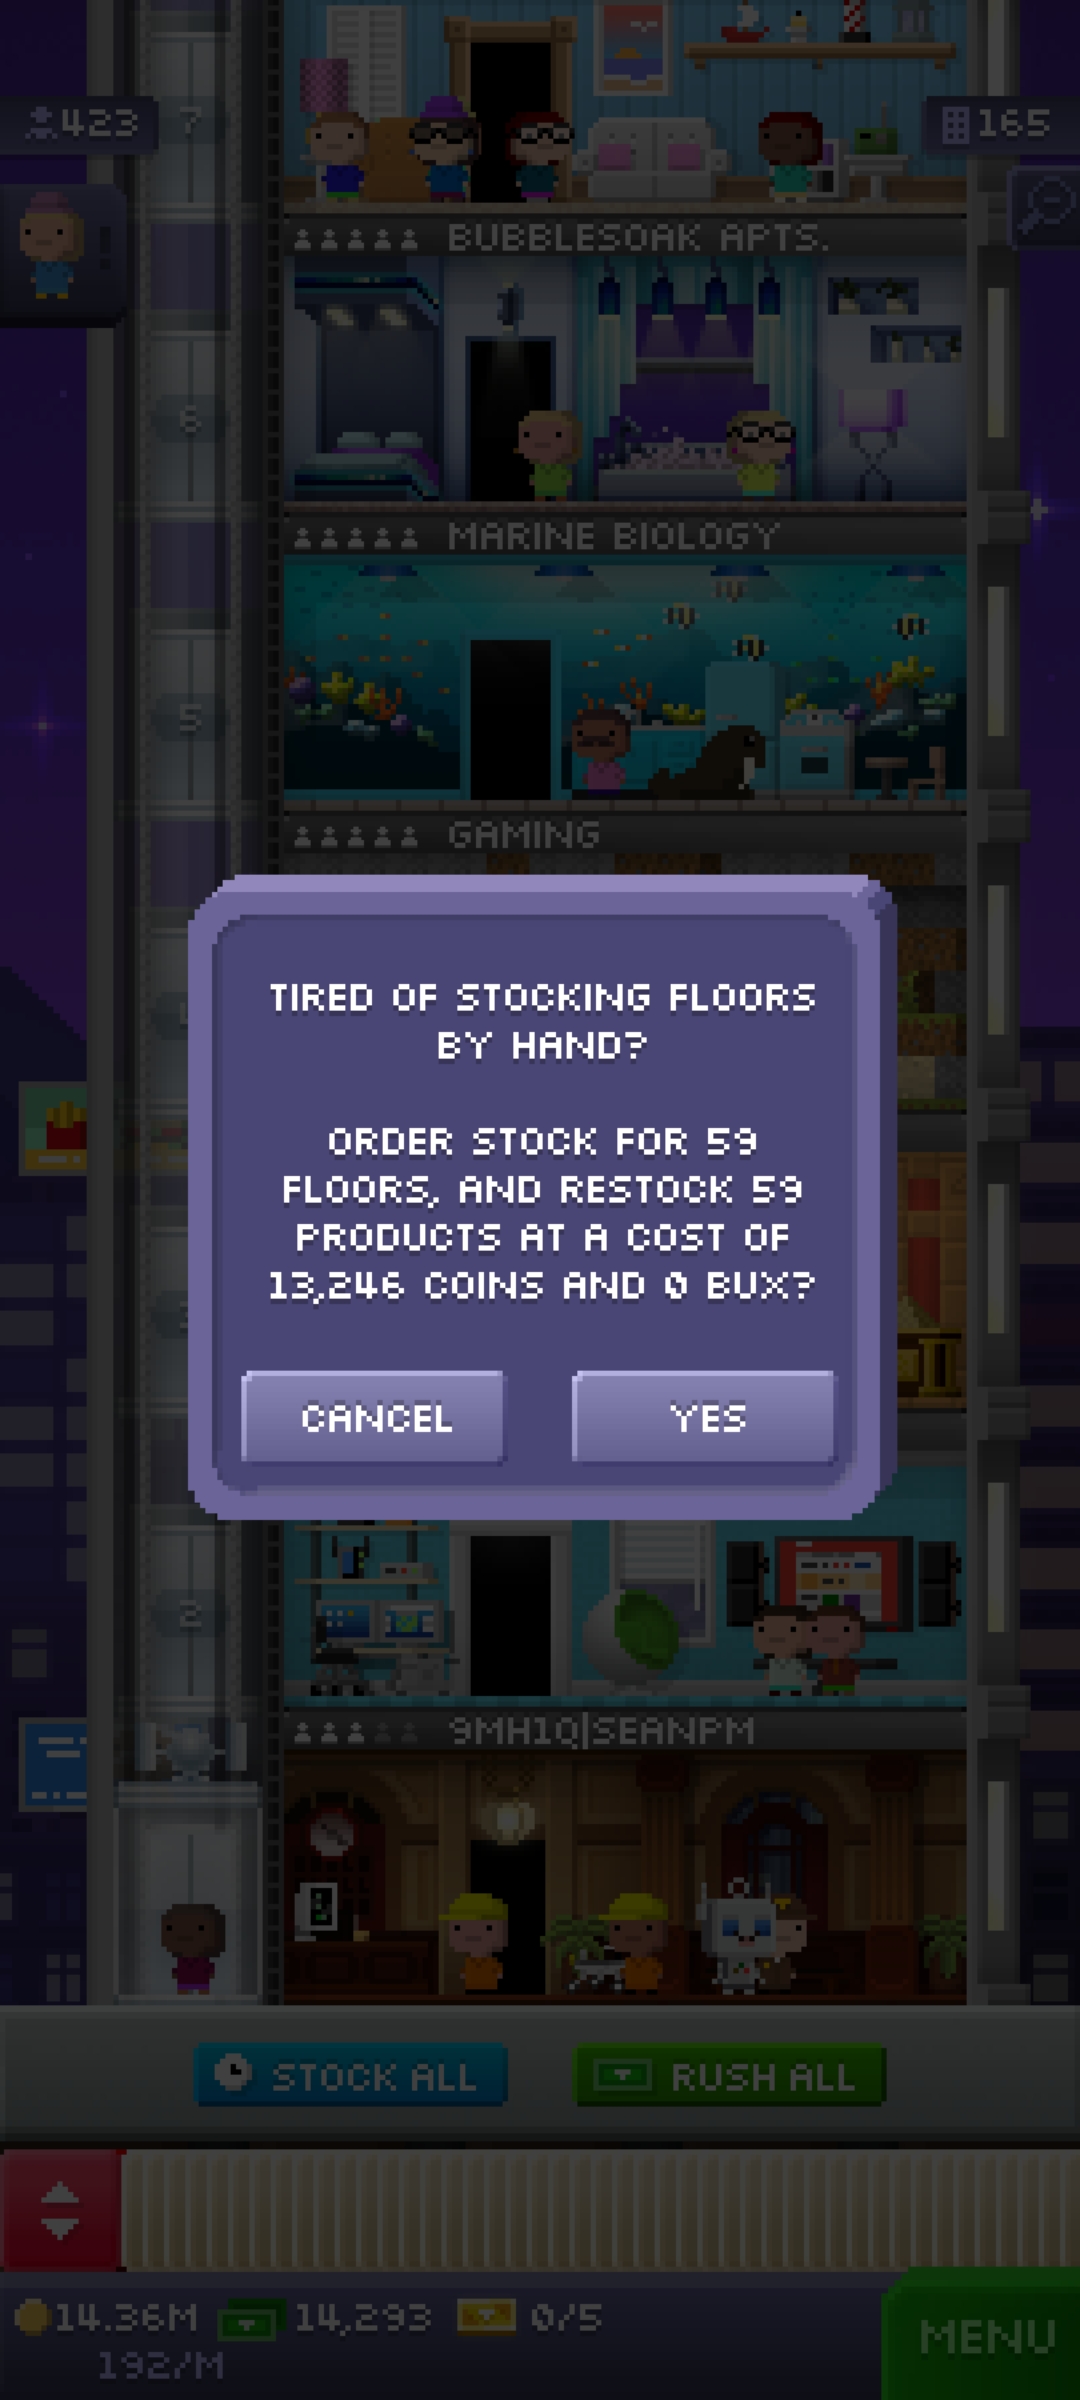 423
7
165
BUBBLESOAK APTS.
6
MARINE BIOLOGY
5
GAMING
TIRED OF STOCKING FLOORS
BY HAND?
ORDER STOCK FOR 59
FLOORS, AND RESTOCK 59
PRODUCTS AT A COST OF
13,246 COINS AND 0 BUX?
CANCEL
YES
2
9MH1Q|SEANPM
STOCK ALL
RUSH ALL
14.36M
14,293
0/5
192/M
MENU